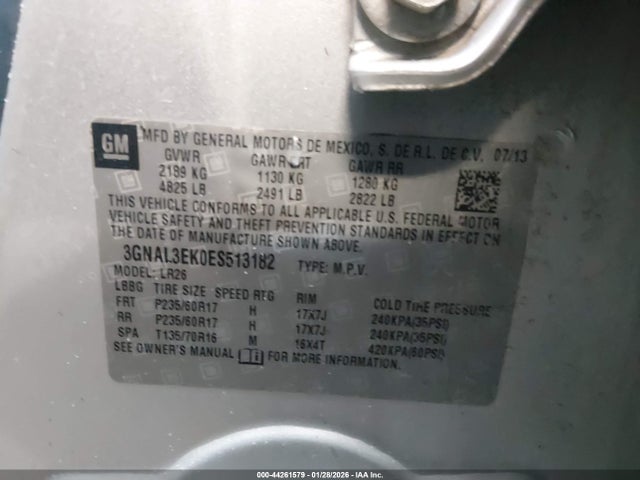 GM
MFD BY GENERAL MOTORS DE MEXICO, S. DE R.L. DE C.V. 07/13
GVWR GAWR FRT GAWR RR
2189 KG 1130 KG 1280 KG
4825 LB 2491 LB 2822 LB
THIS VEHICLE CONFORMS TO ALL APPLICABLE U.S. FEDERAL MOTOR
VEHICLE SAFETY AND THEFT PREVENTION STANDARDS IN EFFECT ON
THE DATE OF MANUFACTURE SHOWN ABOVE.
3GNAL3EK0ES513182 TYPE: M.P.V.
MODEL: LR26
LBBG TIRE SIZE SPEED RTG RIM COLD TIRE PRESSURE
FRT P235/60R17 H 17X7J 240KPA(35PSI)
RR P235/60R17 H 17X7J 240KPA(35PSI)
SPA T135/70R16 M 16X4T 420KPA(60PSI)
SEE OWNER'S MANUAL FOR MORE INFORMATION.
000-44261579 | 01/28/2026 - IAA Inc.